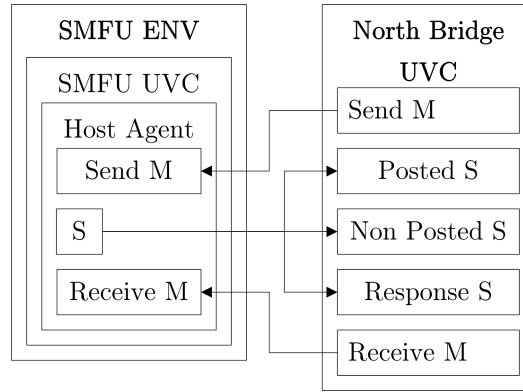 SMFU ENV
SMFU UVC
Host Agent
Send M
S
Receive M
North Bridge
UVC
Send M
Posted S
Non Posted S
Response S
Receive M